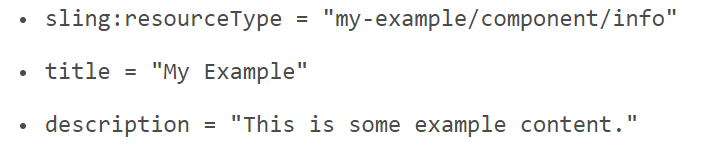 • sling:resourceType = "my-example/component/info"
• title = "My Example"
• description = "This is some example content."